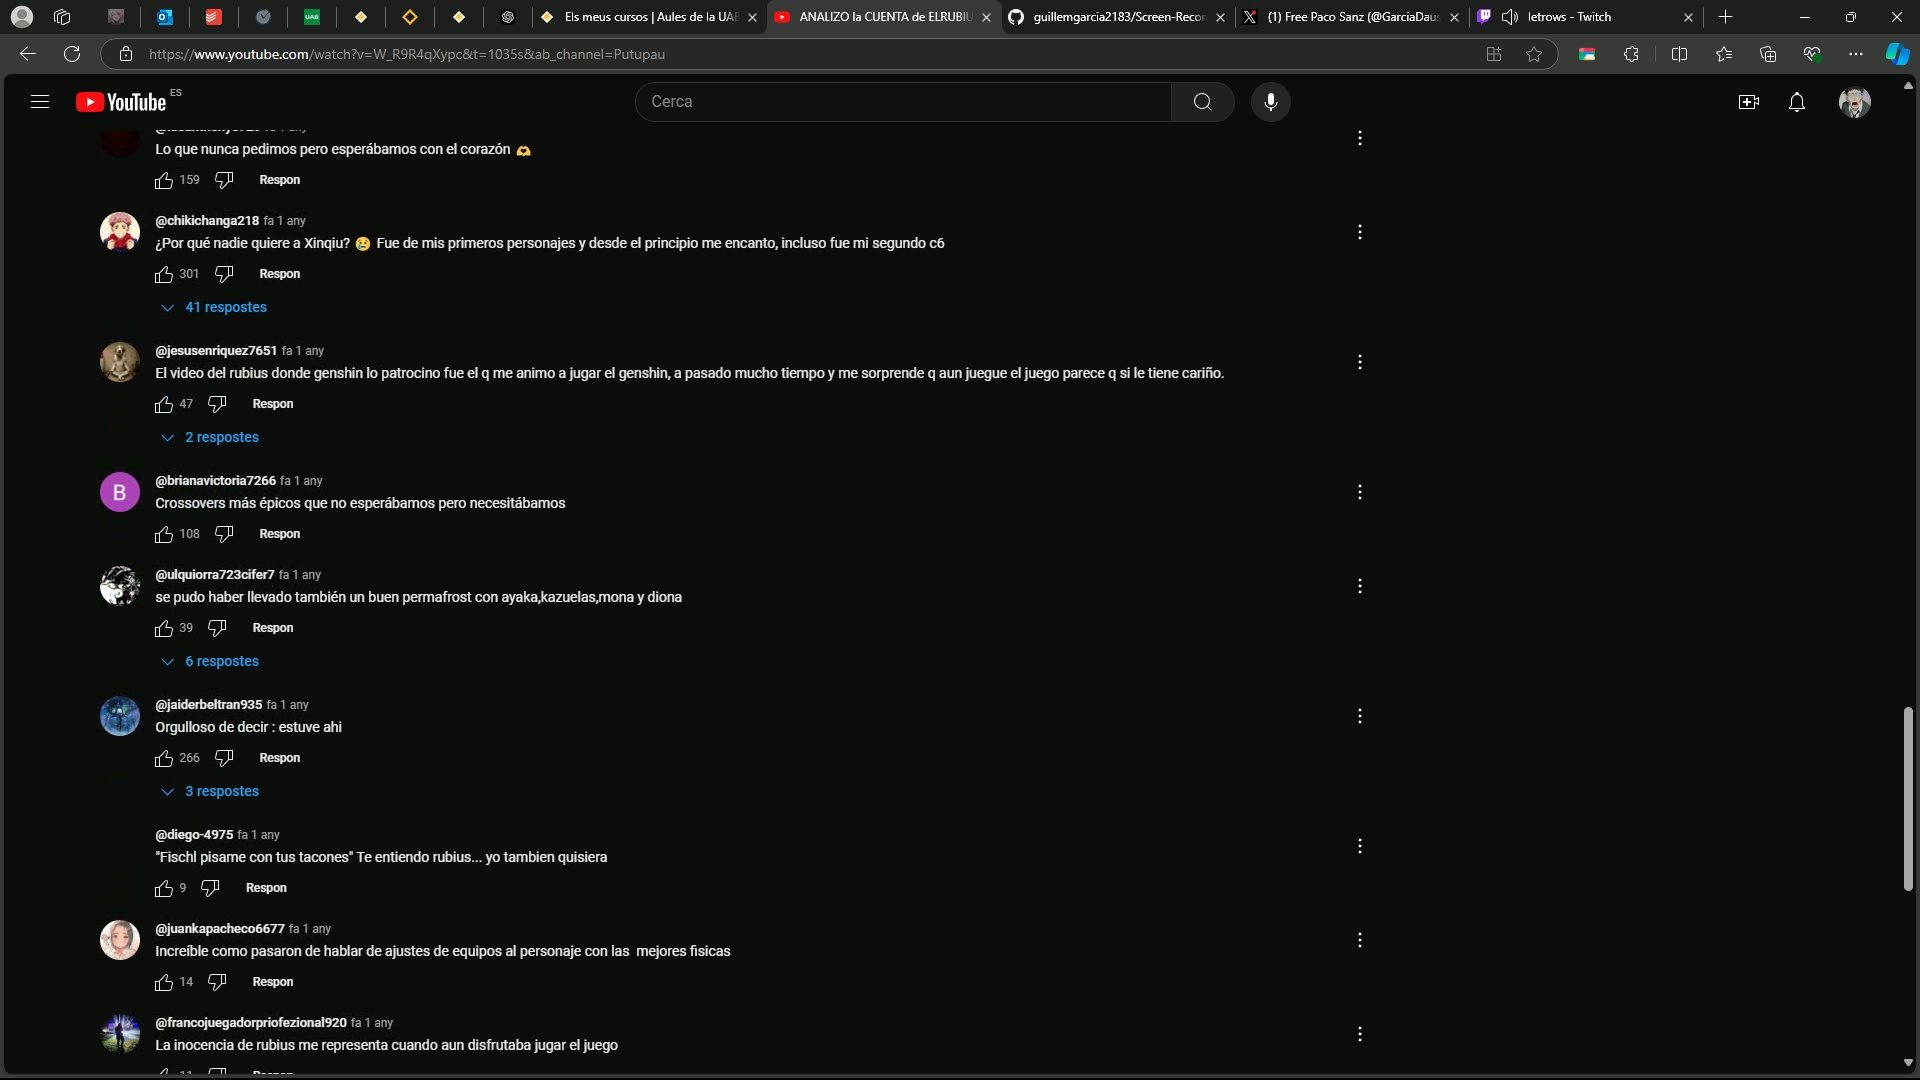 UAB
Els meus cursos | Aules de la UAB
ANALIZO la CUENTA de ELRUBIU
guillemgarcia2183/Screen-Recor
(1) Free Paco Sanz (@GarciaDaus
letrows - Twitch
https://www.youtube.com/watch?v=W_R9R4qXypc&t=1035s&ab_channel=Putupau
YouTube ES
Cerca
Lo que nunca pedimos pero esperábamos con el corazón 🫶
159 Respon
@chikichanga218 fa 1 any
¿Por qué nadie quiere a Xinqiu? 😢 Fue de mis primeros personajes y desde el principio me encanto, incluso fue mi segundo c6
301 Respon
41 respostes
@jesusenriquez7651 fa 1 any
El video del rubius donde genshin lo patrocino fue el q me animo a jugar el genshin, a pasado mucho tiempo y me sorprende q aun juegue el juego parece q si le tiene cariño.
47 Respon
2 respostes
B
@brianavictoria7266 fa 1 any
Crossovers más épicos que no esperábamos pero necesitábamos
108 Respon
@ulquiorra723cifer7 fa 1 any
se pudo haber llevado también un buen permafrost con ayaka,kazuelas,mona y diona
39 Respon
6 respostes
@jaiderbeltran935 fa 1 any
Orgulloso de decir : estuve ahi
266 Respon
3 respostes
@diego-4975 fa 1 any
"Fischl pisame con tus tacones" Te entiendo rubius... yo tambien quisiera
9 Respon
@juankapacheco6677 fa 1 any
Increíble como pasaron de hablar de ajustes de equipos al personaje con las  mejores fisicas
14 Respon
@francojuegadorpriofezional920 fa 1 any
La inocencia de rubius me representa cuando aun disfrutaba jugar el juego